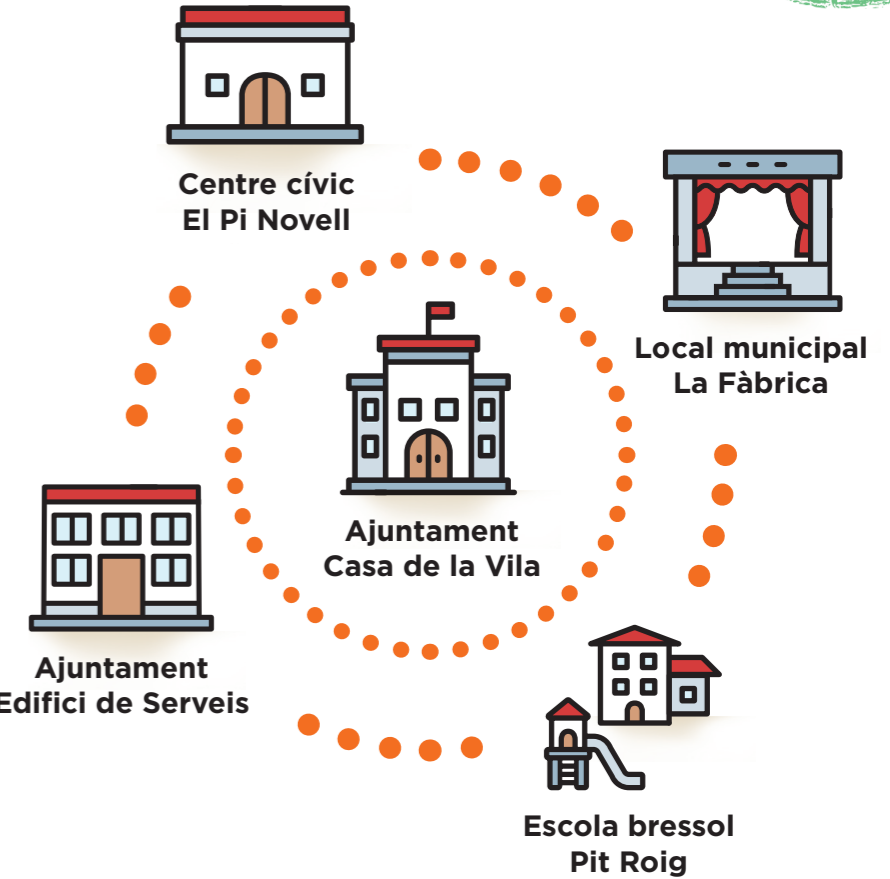 Centre cívic
El Pi Novell
Local municipal
La Fàbrica
Ajuntament
Casa de la Vila
Ajuntament
Edifici de Serveis
Escola bressol
Pit Roig